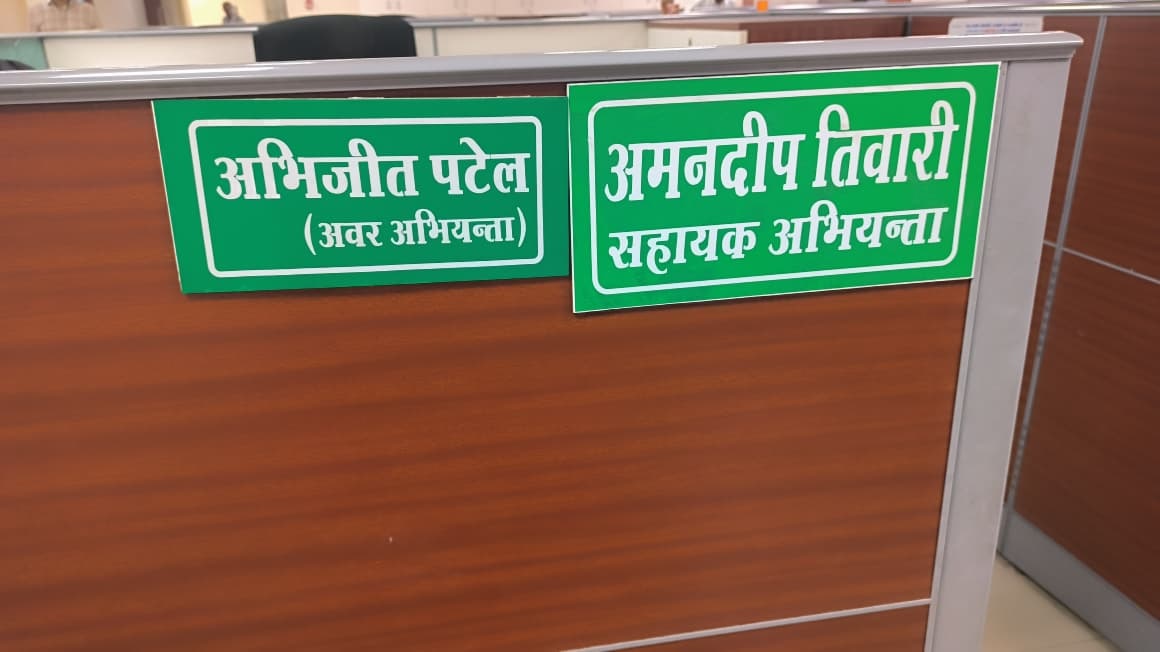 अभिजीत पटेल
(अवर अभियन्ता)
अमनदीप तिवारी
सहायक अभियन्ता